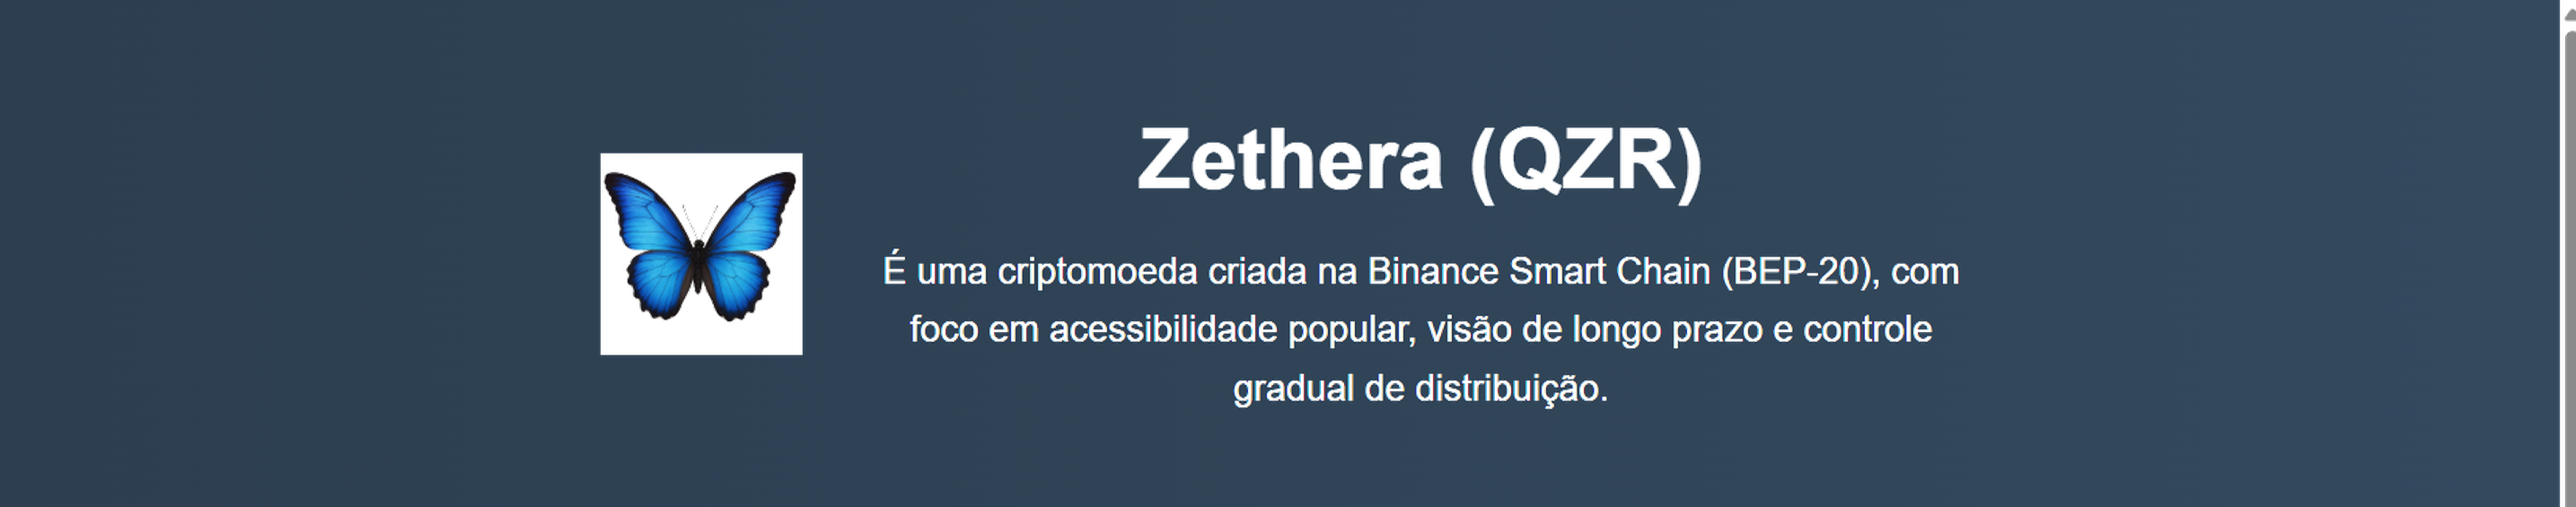 Zethera (QZR)
É uma criptomoeda criada na Binance Smart Chain (BEP-20), com
foco em acessibilidade popular, visão de longo prazo e controle
gradual de distribuição.